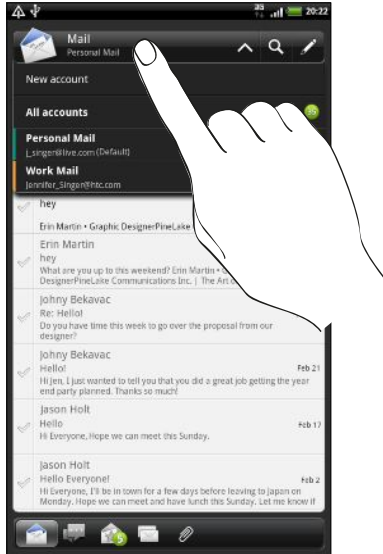 3G
20:22
Mail
Personal Mail
New account
All accounts
Personal Mail
j_singer@live.com (Default)
Work Mail
Jennifer_Singer@htc.com
hey
Erin Martin • Graphic DesignerPineLake
Erin Martin
hey
What are you up to this weekend? Erin Martin •
DesignerPineLake Communications Inc. | The Art
Johny Bekavac
Re: Hello!
Do you have time this week to go over the proposal from our
designer?
Johny Bekavac
Hello! Feb 21
Hi Jen, I just wanted to tell you that you did a great job getting the year
end party planned. Thanks so much!
Jason Holt
Hello Feb 17
Hi Everyone, Hope we can meet this Sunday.
Jason Holt
Hello Everyone! Feb 2
Hi Everyone, I'll be in town for a few days before leaving to Japan on
Monday. Hope we can meet and have lunch this Sunday. Let me know if
5